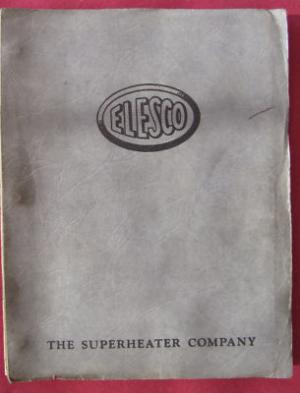 ELESCO
THE SUPERHEATER COMPANY